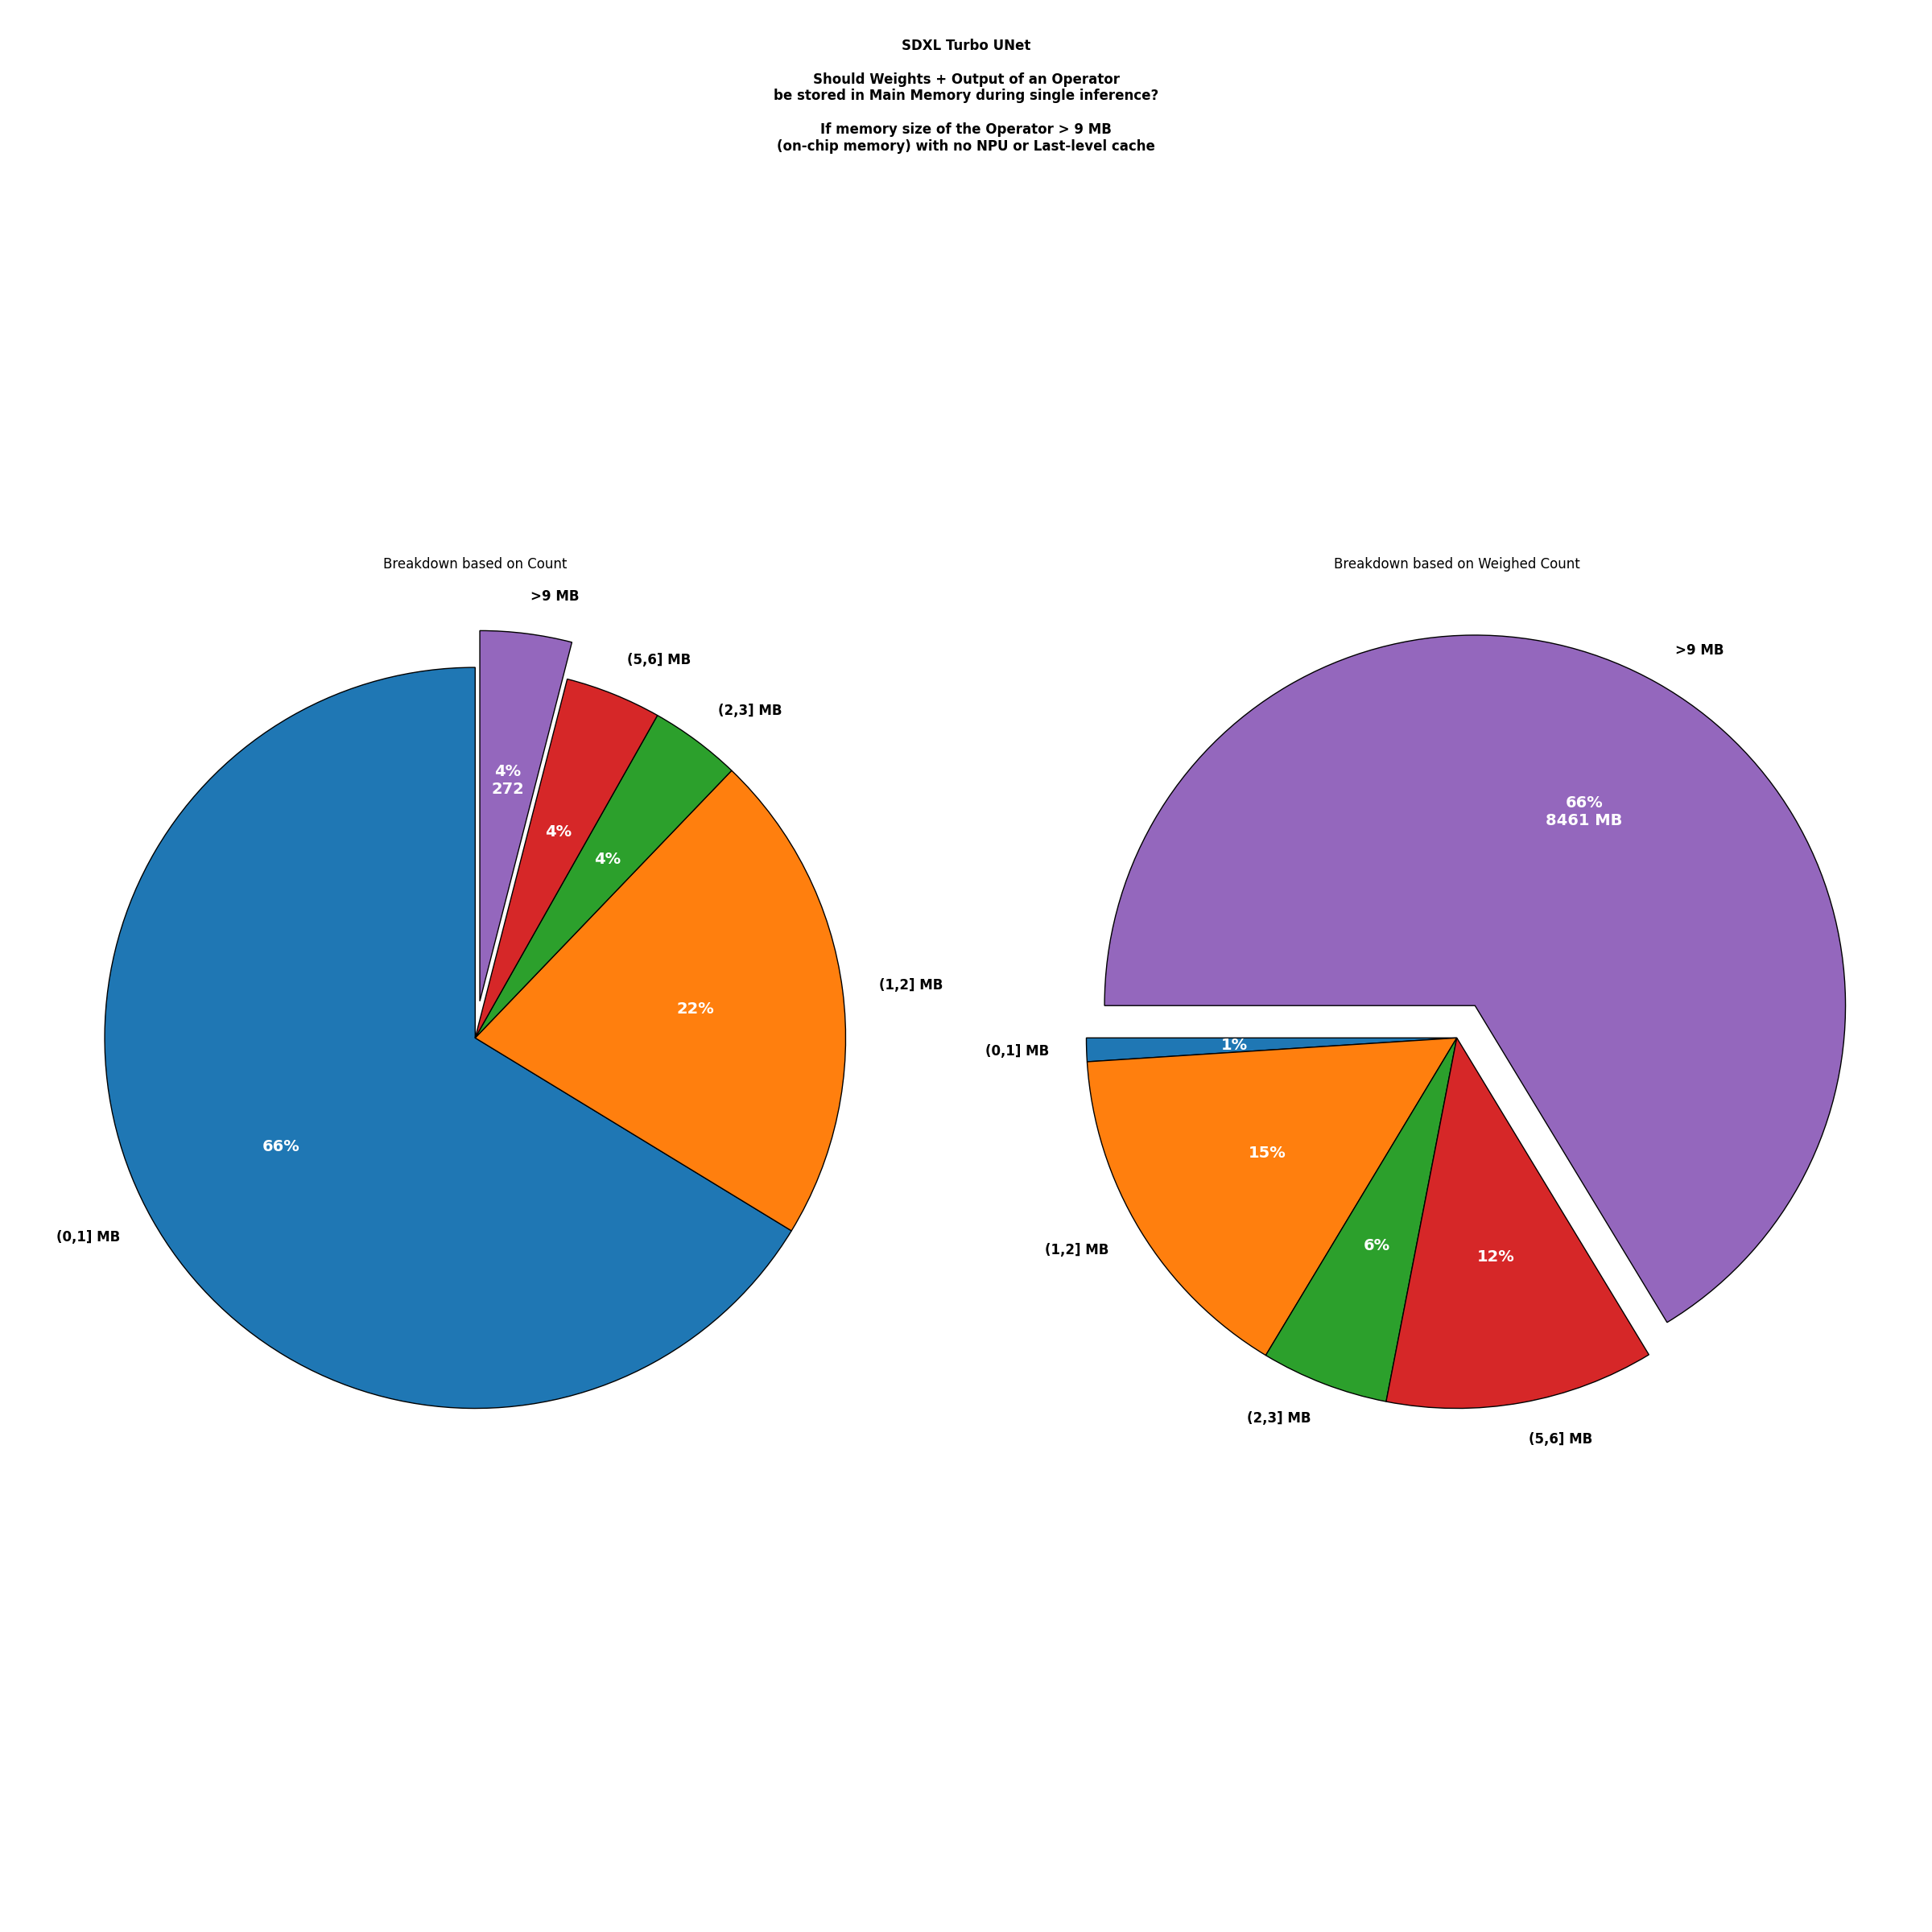 SDXL Turbo UNet
Should Weights + Output of an Operator
be stored in Main Memory during single inference?
If memory size of the Operator > 9 MB
(on-chip memory) with no NPU or Last-level cache
Breakdown based on Count
>9 MB
(5,6] MB
(2,3] MB
4%
272
4%
4%
(1,2] MB
22%
66%
(0,1] MB
Breakdown based on Weighed Count
>9 MB
66%
8461 MB
(0,1] MB
1%
15%
(1,2] MB
6%
12%
(2,3] MB
(5,6] MB